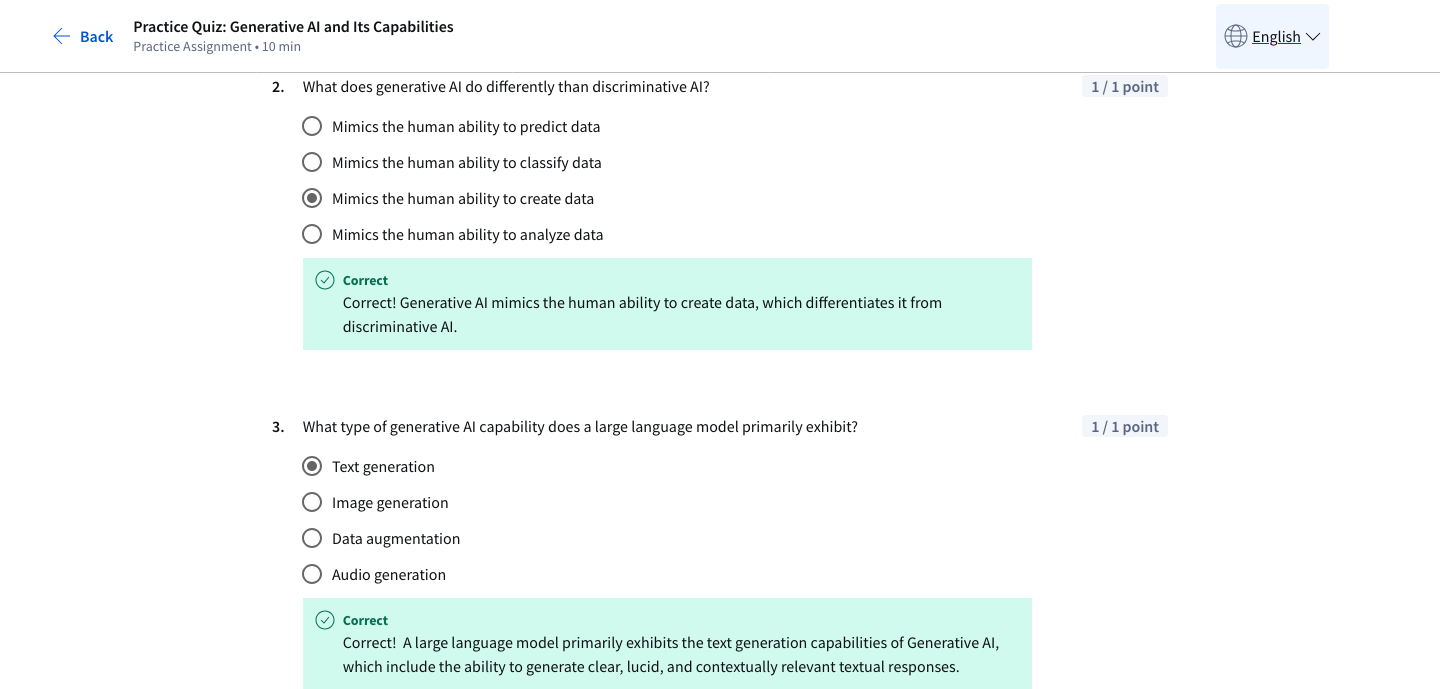 Back
Practice Quiz: Generative AI and Its Capabilities
Practice Assignment • 10 min
English
2. What does generative AI do differently than discriminative AI?
1 / 1 point
Mimics the human ability to predict data
Mimics the human ability to classify data
Mimics the human ability to create data
Mimics the human ability to analyze data
Correct
Correct! Generative AI mimics the human ability to create data, which differentiates it from
discriminative AI.
3. What type of generative AI capability does a large language model primarily exhibit?
1 / 1 point
Text generation
Image generation
Data augmentation
Audio generation
Correct
Correct!  A large language model primarily exhibits the text generation capabilities of Generative AI,
which include the ability to generate clear, lucid, and contextually relevant textual responses.